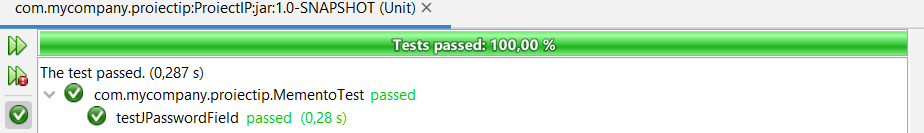 com.mycompany.proiectip:ProiectIP:jar:1.0-SNAPSHOT (Unit)
Tests passed: 100,00 %
The test passed. (0,287 s)
com.mycompany.proiectip.MementoTest passed
testJPasswordField passed (0,28 s)